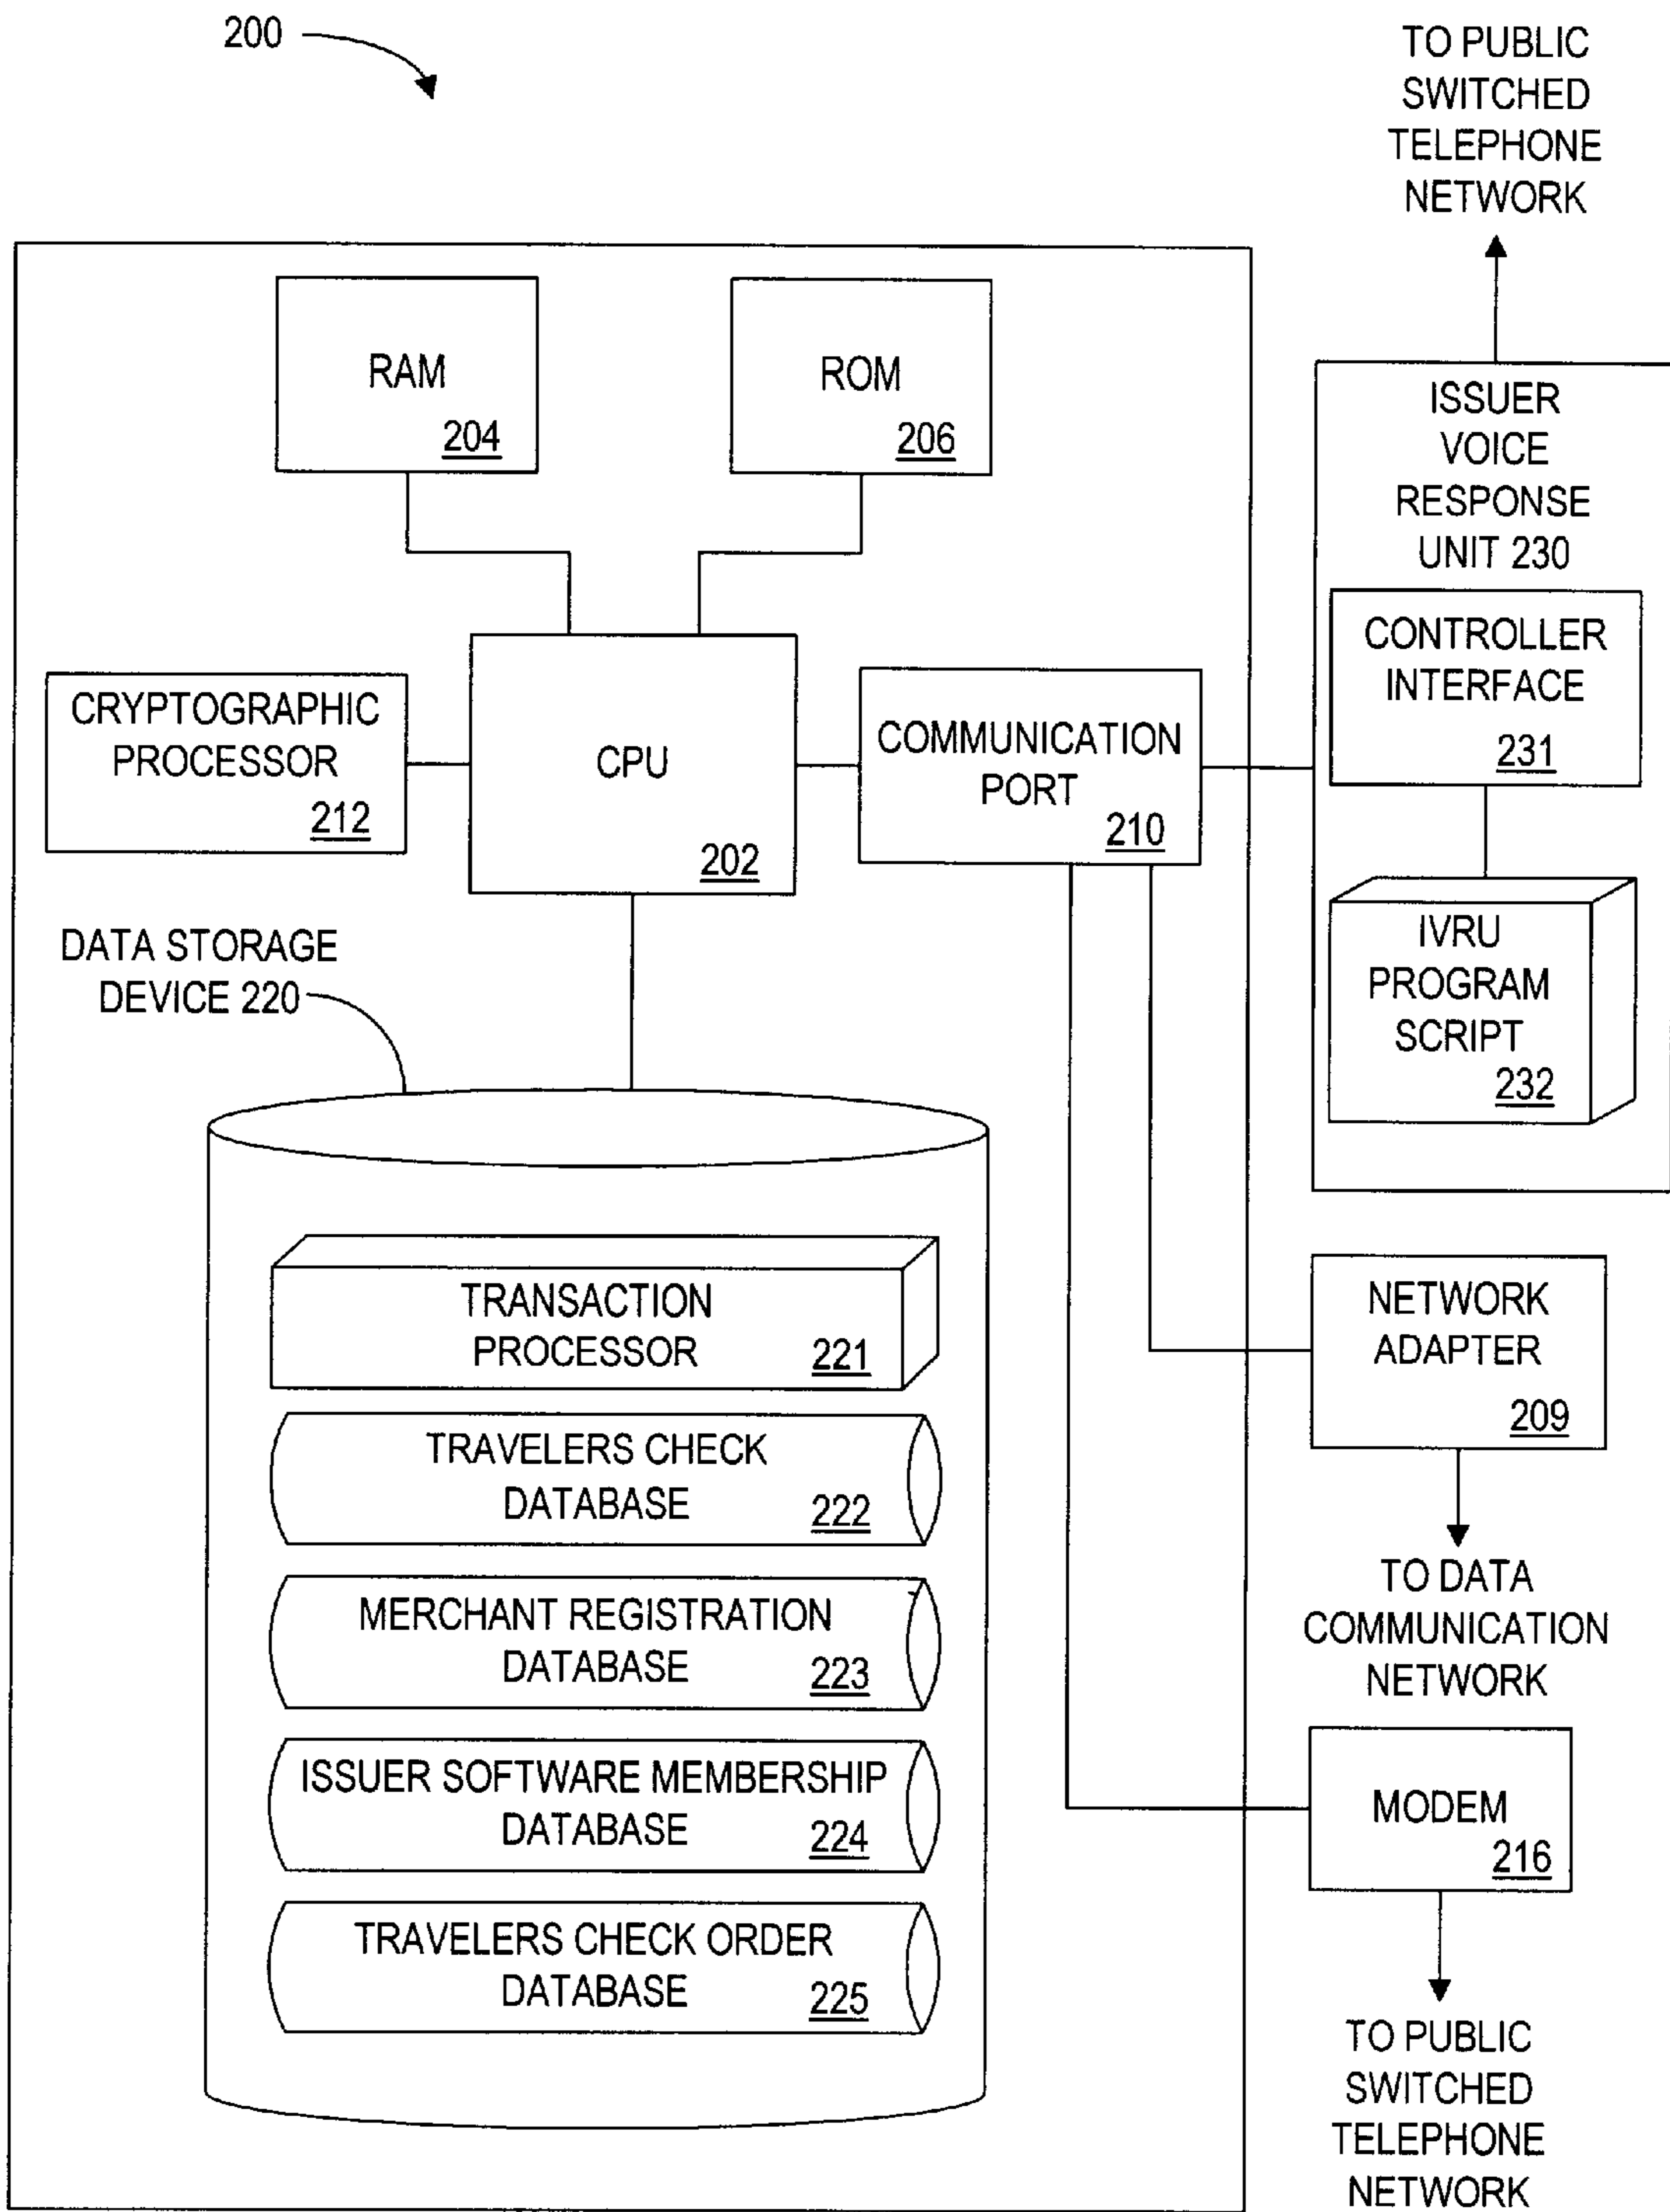 200
TO PUBLIC
SWITCHED
TELEPHONE
NETWORK
RAM
204
ROM
206
ISSUER
VOICE
RESPONSE
UNIT 230
CONTROLLER
INTERFACE
231
CRYPTOGRAPHIC
PROCESSOR
212
CPU
202
COMMUNICATION
PORT
210
IVRU
PROGRAM
SCRIPT
232
DATA STORAGE
DEVICE 220
TRANSACTION
PROCESSOR 221
TRAVELERS CHECK
DATABASE 222
MERCHANT REGISTRATION
DATABASE 223
ISSUER SOFTWARE MEMBERSHIP
DATABASE 224
TRAVELERS CHECK ORDER
DATABASE 225
NETWORK
ADAPTER
209
TO DATA
COMMUNICATION
NETWORK
MODEM
216
TO PUBLIC
SWITCHED
TELEPHONE
NETWORK